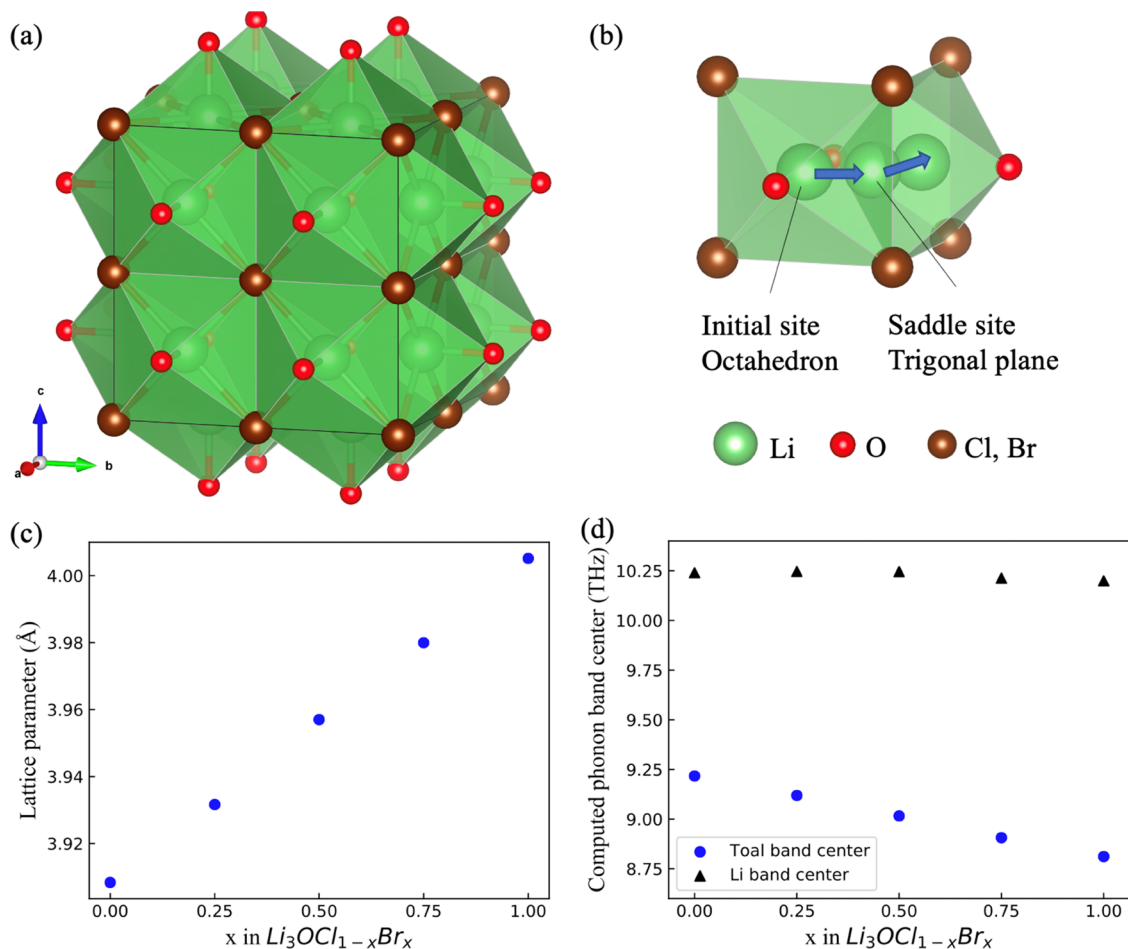 (a)
c
a
b
(b)
Initial site
Octahedron
Saddle site
Trigonal plane
Li
O
Cl, Br
(c)
Lattice parameter (Å)
4.00
3.98
3.96
3.94
3.92
0.00 0.25 0.50 0.75 1.00
x in Li₃OCl₁₋ₓBrₓ
(d)
Computed phonon band center (THz)
10.25
10.00
9.75
9.50
9.25
9.00
8.75
Toal band center
Li band center
0.00 0.25 0.50 0.75 1.00
x in Li₃OCl₁₋ₓBrₓ